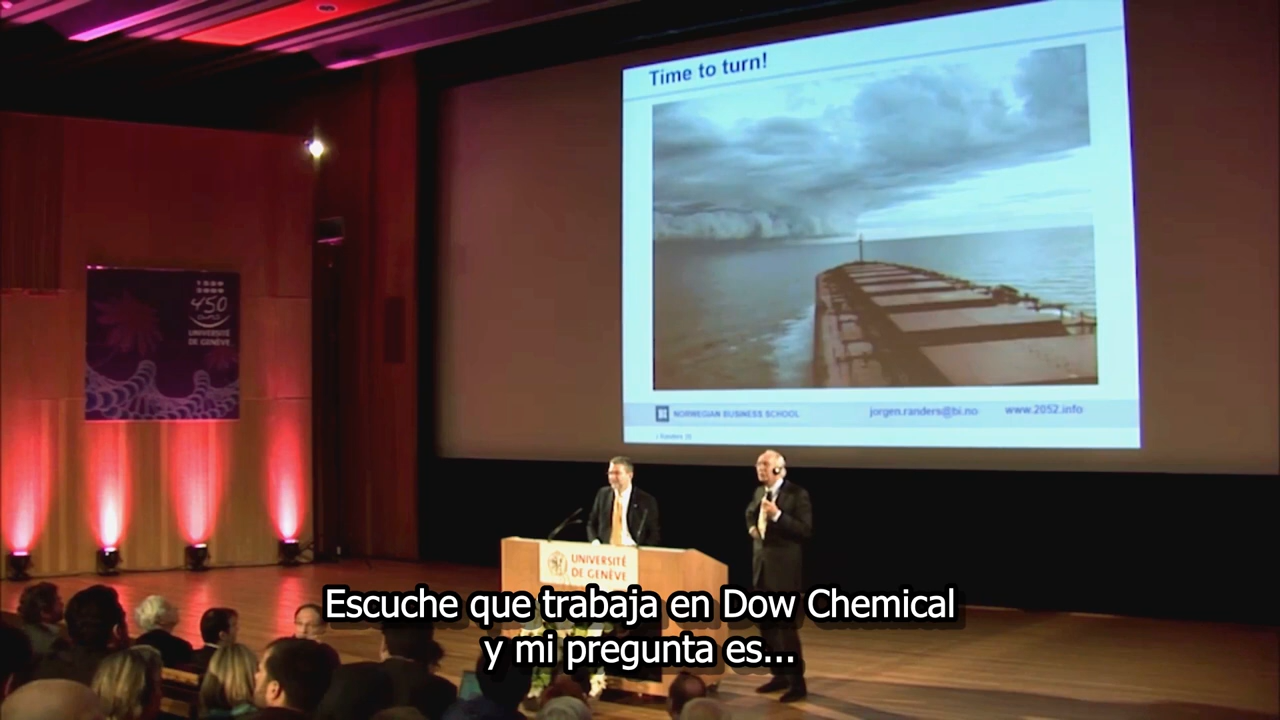 Time to turn!
450
UNIVERSITÉ
DE GENÈVE
NORWEGIAN BUSINESS SCHOOL
jorgen.randers@bi.no
www.2052.info
UNIVERSITÉ
DE GENÈVE
Escuche que trabaja en Dow Chemical
y mi pregunta es...